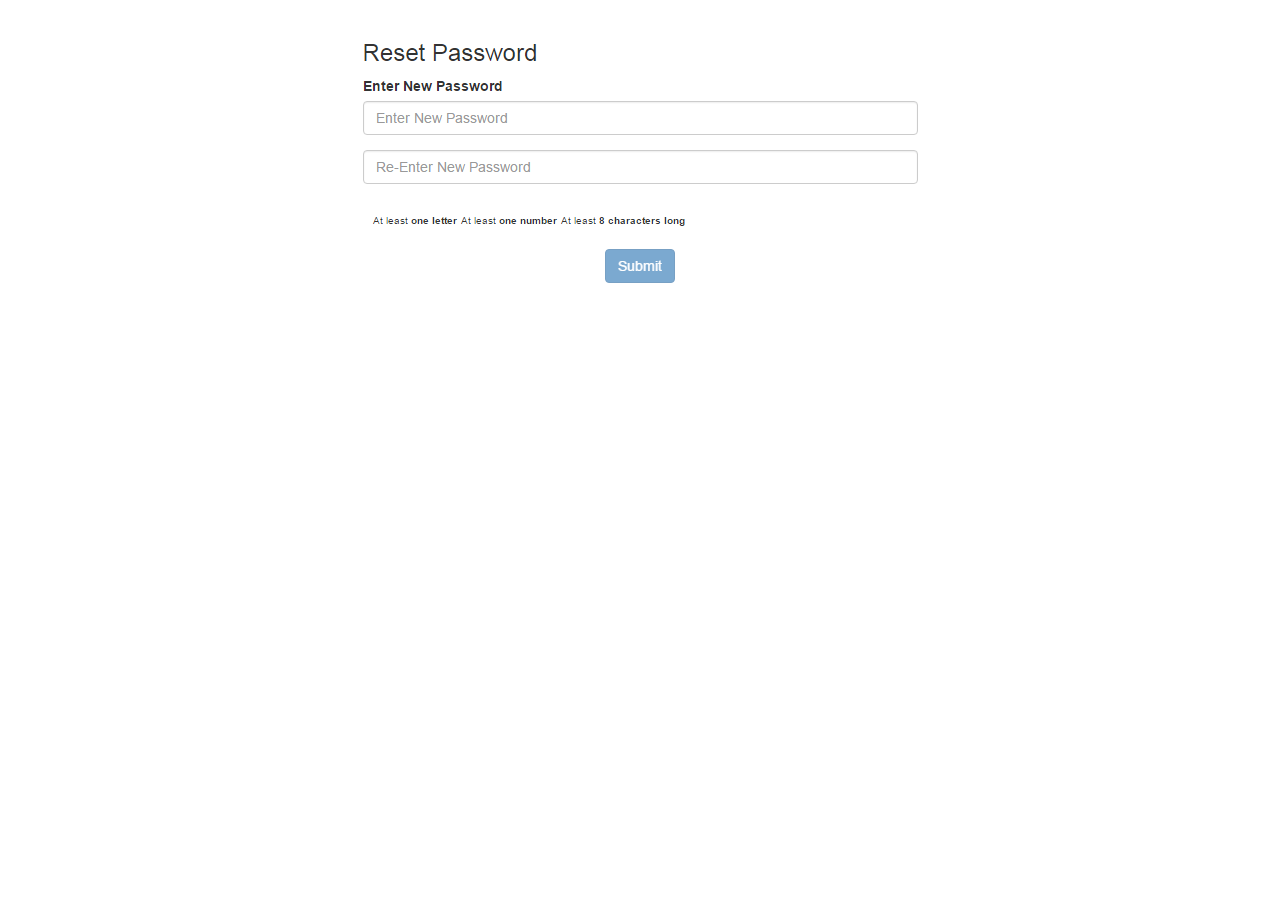 Reset Password
Enter New Password
Enter New Password
Re-Enter New Password
At least one letter At least one number At least 8 characters long
Submit